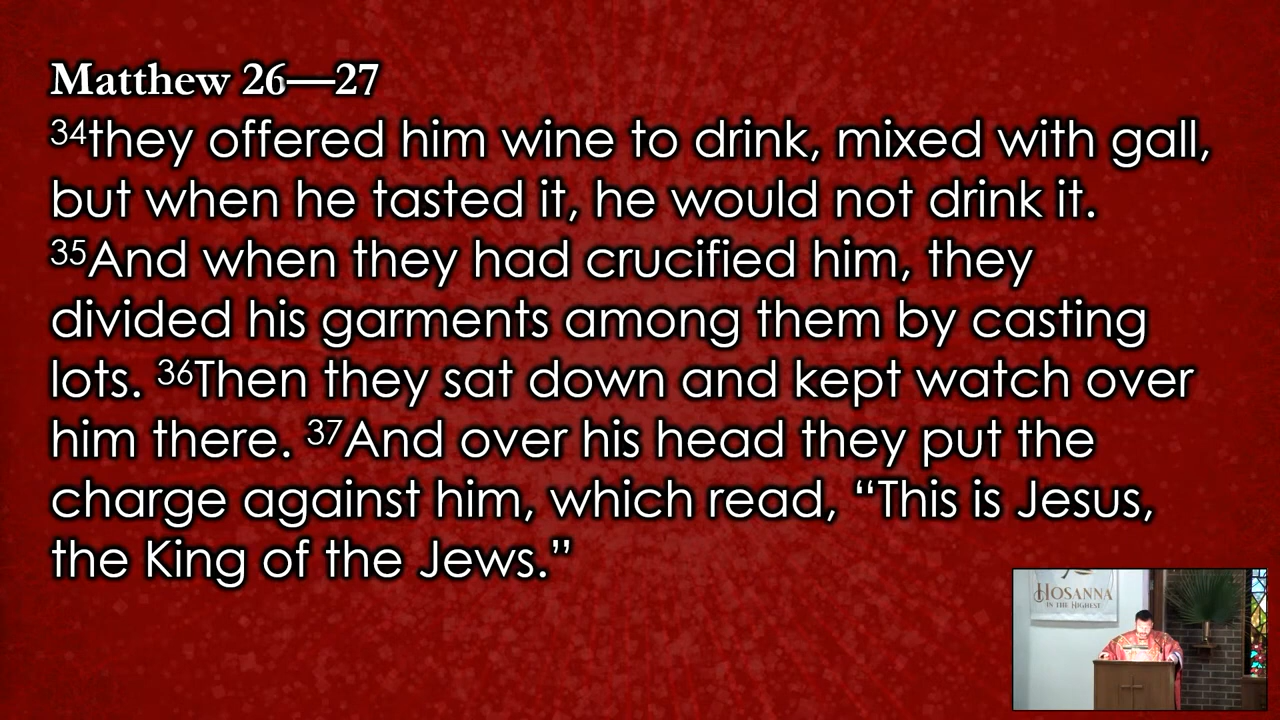 Matthew 26—27
34they offered him wine to drink, mixed with gall,
but when he tasted it, he would not drink it.
35And when they had crucified him, they
divided his garments among them by casting
lots. 36Then they sat down and kept watch over
him there. 37And over his head they put the
charge against him, which read, “This is Jesus,
the King of the Jews.”
HOSANNA
IN THE HIGHEST